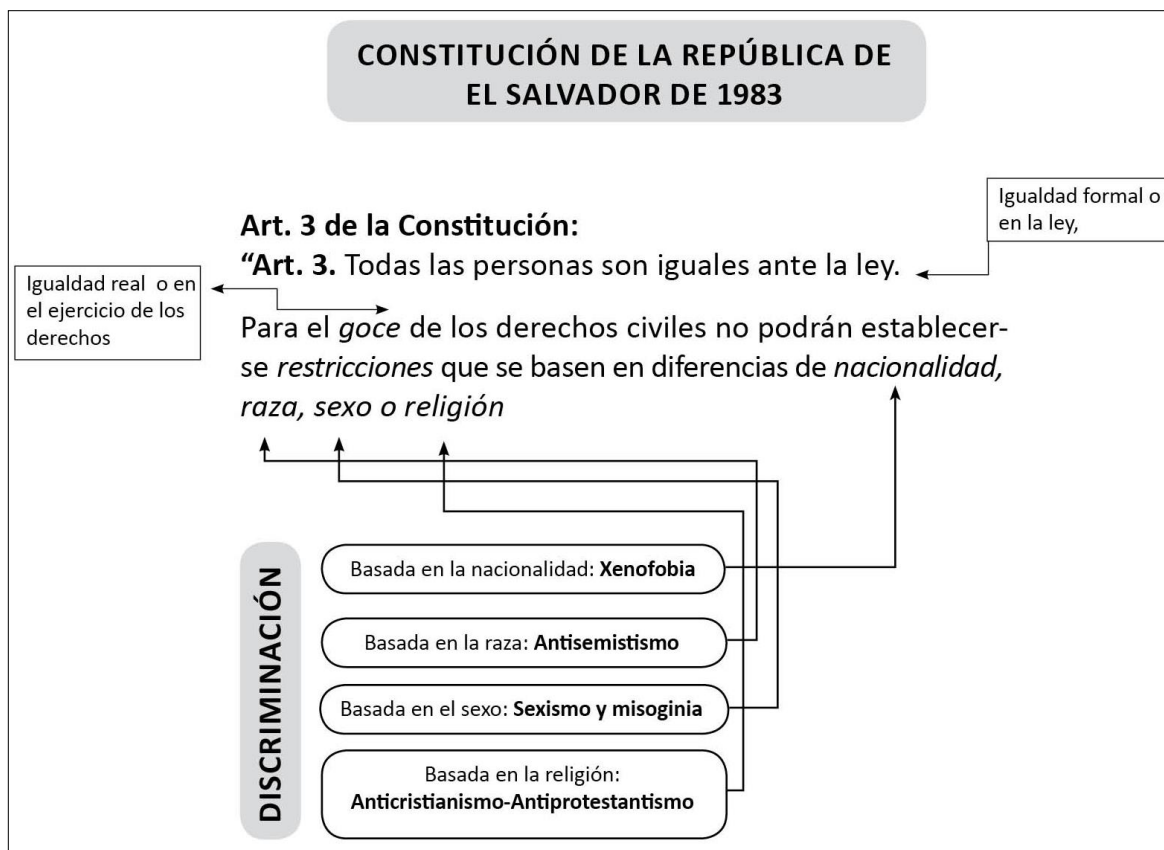 CONSTITUCIÓN DE LA REPÚBLICA DE
EL SALVADOR DE 1983
Igualdad formal o
en la ley,
Art. 3 de la Constitución:
“Art. 3. Todas las personas son iguales ante la ley.
Igualdad real o en
el ejercicio de los
derechos
Para el goce de los derechos civiles no podrán establecer-
se restricciones que se basen en diferencias de nacionalidad,
raza, sexo o religión
DISCRIMINACIÓN
Basada en la nacionalidad: Xenofobia
Basada en la raza: Antisemistismo
Basada en el sexo: Sexismo y misoginia
Basada en la religión:
Anticristianismo-Antiprotestantismo